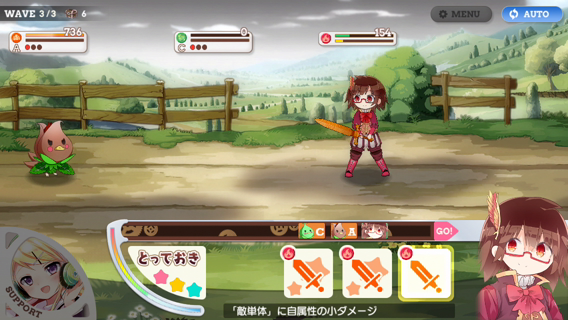 WAVE 3/3 6
MENU
AUTO
736
A
0
C
154
C A GO!
とっておき
SUPPORT
「敵単体」に自属性の小ダメージ